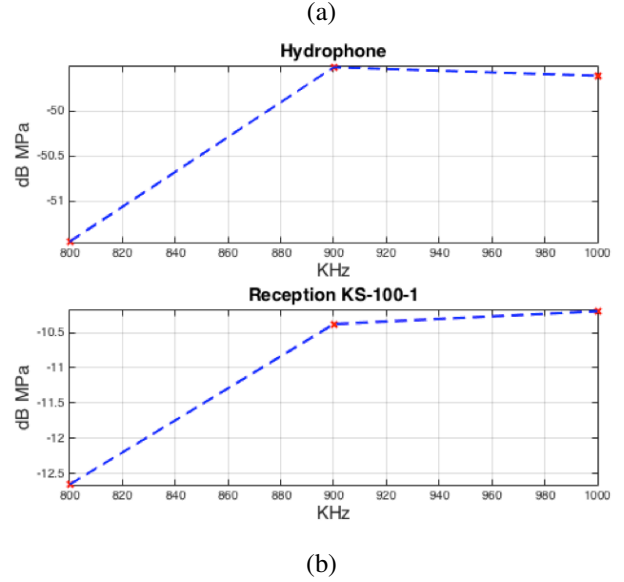 (a)
Hydrophone
dB MPa
-50
-50.5
-51
800 820 840 860 880 900 920 940 960 980 1000
KHz
Reception KS-100-1
dB MPa
-10.5
-11
-11.5
-12
-12.5
800 820 840 860 880 900 920 940 960 980 1000
KHz
(b)